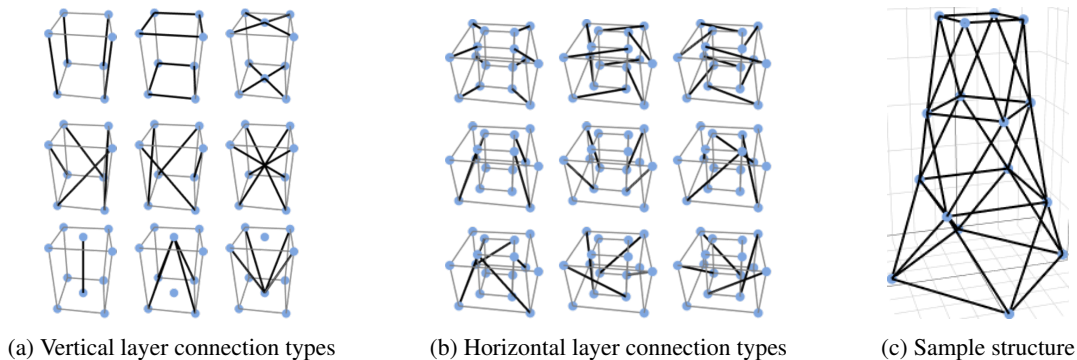 (a) Vertical layer connection types
(b) Horizontal layer connection types
(c) Sample structure